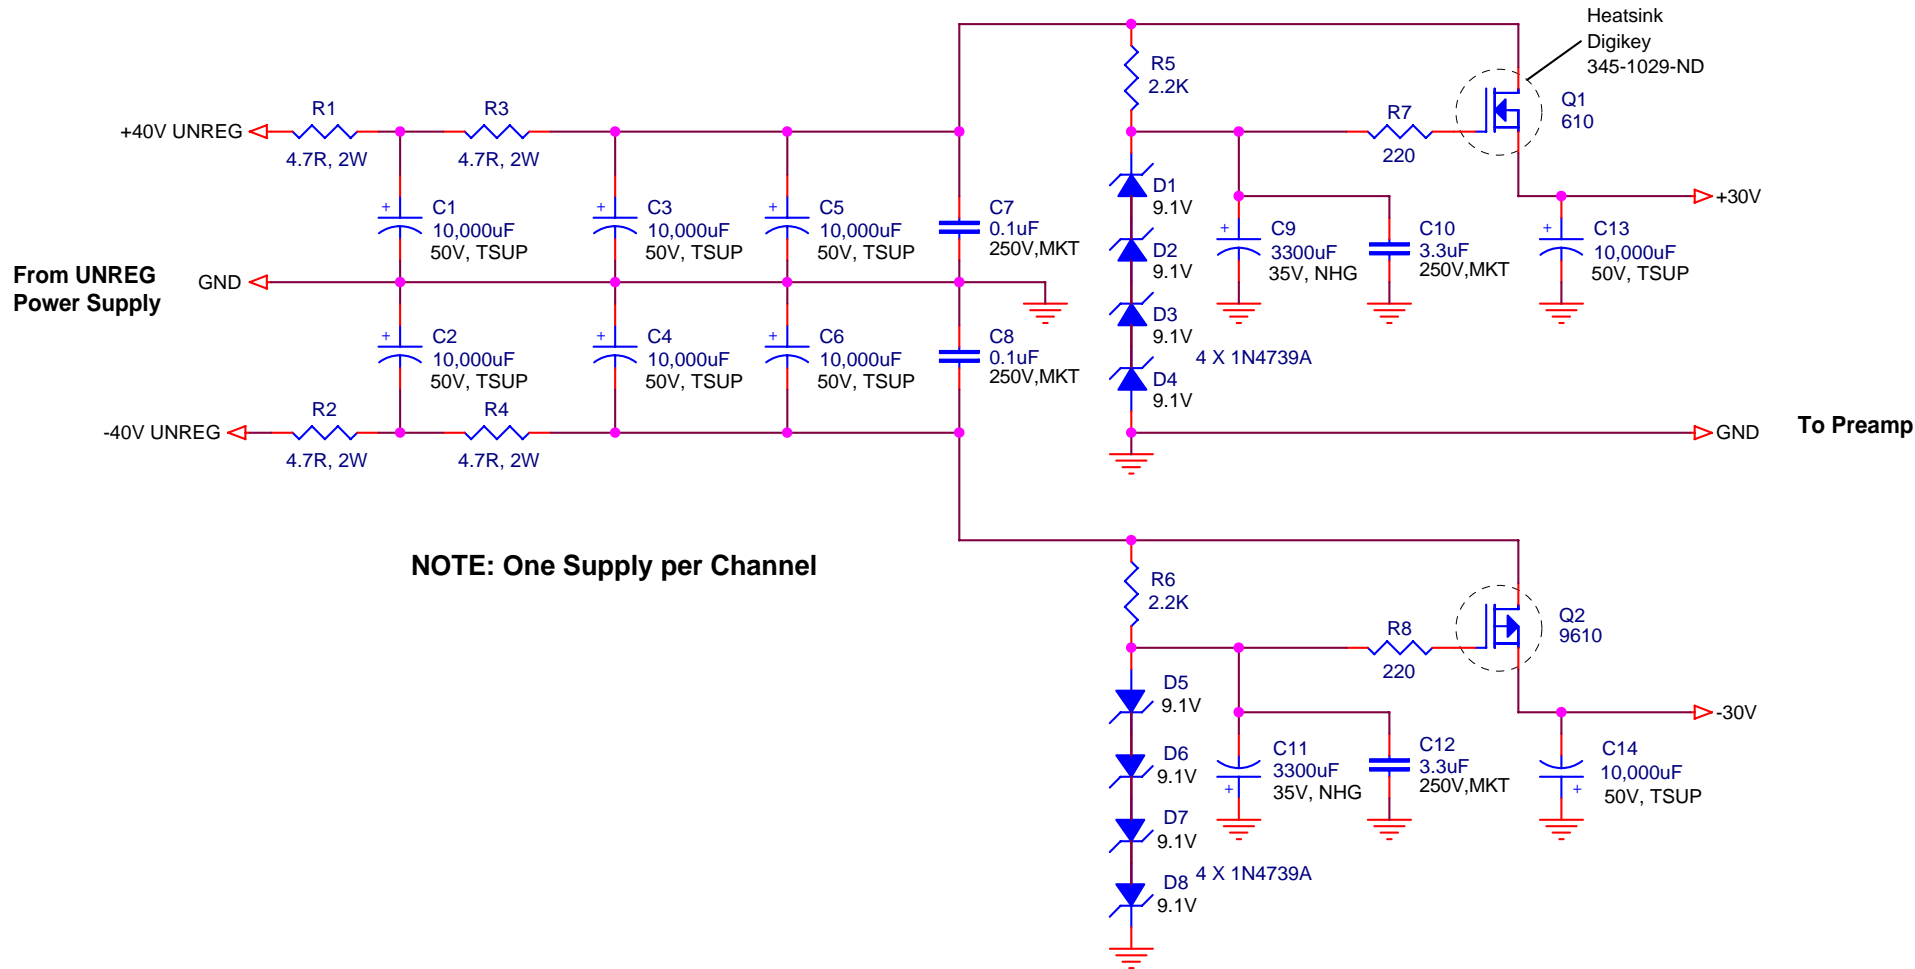 Heatsink
Digikey
345-1029-ND
R5
2.2K
Q1
610
R7
220
R1
4.7R, 2W
R3
4.7R, 2W
+40V UNREG
+
C1
10,000uF
50V, TSUP
+
C3
10,000uF
50V, TSUP
+
C5
10,000uF
50V, TSUP
C7
0.1uF
250V,MKT
D1
9.1V
D2
9.1V
D3
9.1V
D4
9.1V
4 X 1N4739A
+
C9
3300uF
35V, NHG
C10
3.3uF
250V,MKT
+
C13
10,000uF
50V, TSUP
+30V
From UNREG
Power Supply
GND
+
C2
10,000uF
50V, TSUP
+
C4
10,000uF
50V, TSUP
+
C6
10,000uF
50V, TSUP
C8
0.1uF
250V,MKT
-40V UNREG
R2
4.7R, 2W
R4
4.7R, 2W
GND
To Preamp
NOTE: One Supply per Channel
R6
2.2K
R8
220
Q2
9610
D5
9.1V
D6
9.1V
D7
9.1V
D8
9.1V
4 X 1N4739A
C11
3300uF
35V, NHG
+
C12
3.3uF
250V,MKT
C14
10,000uF
50V, TSUP
+
-30V